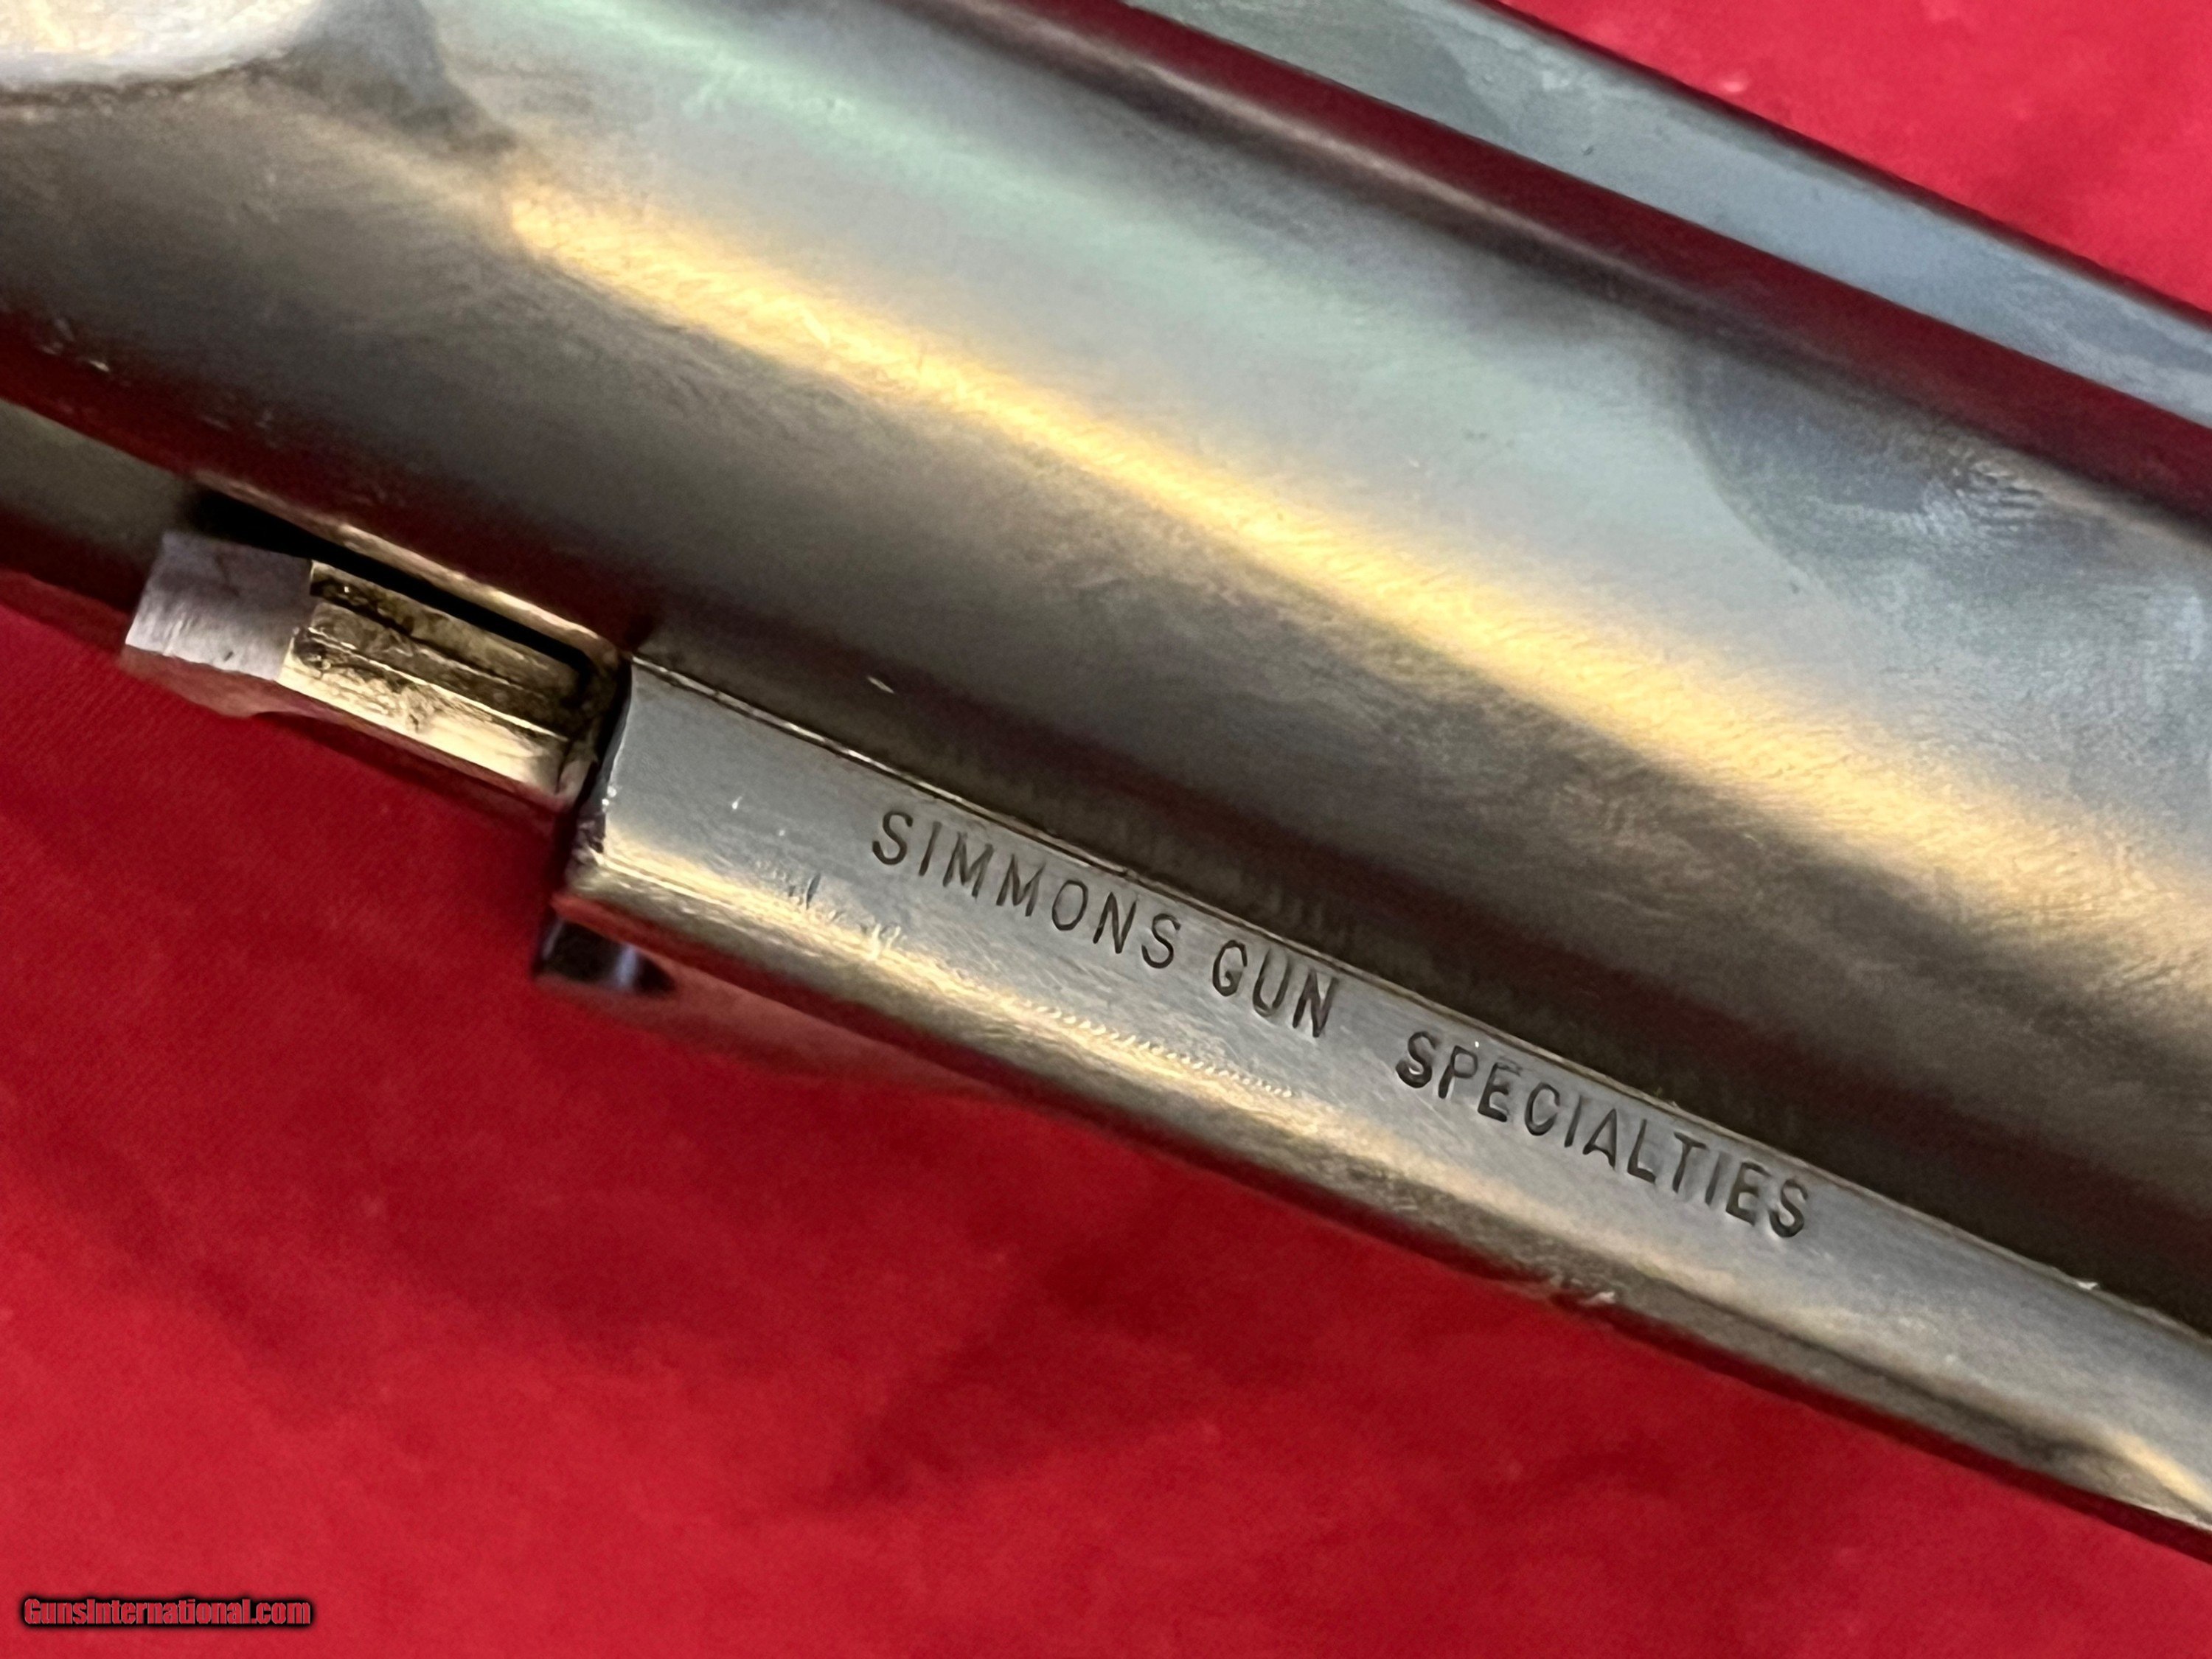 SIMMONS GUN SPECIALTIES
GunsInternational.com